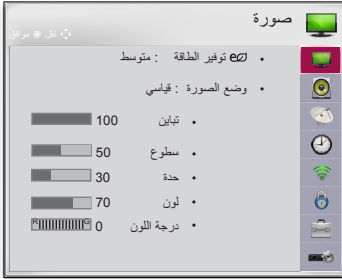 صورة
نقل موافق
توفير الطاقة : متوسط
وضع الصورة : قياسي
تباين 100
سطوع 50
حدة 30
لون 70
درجة اللون 0 R G